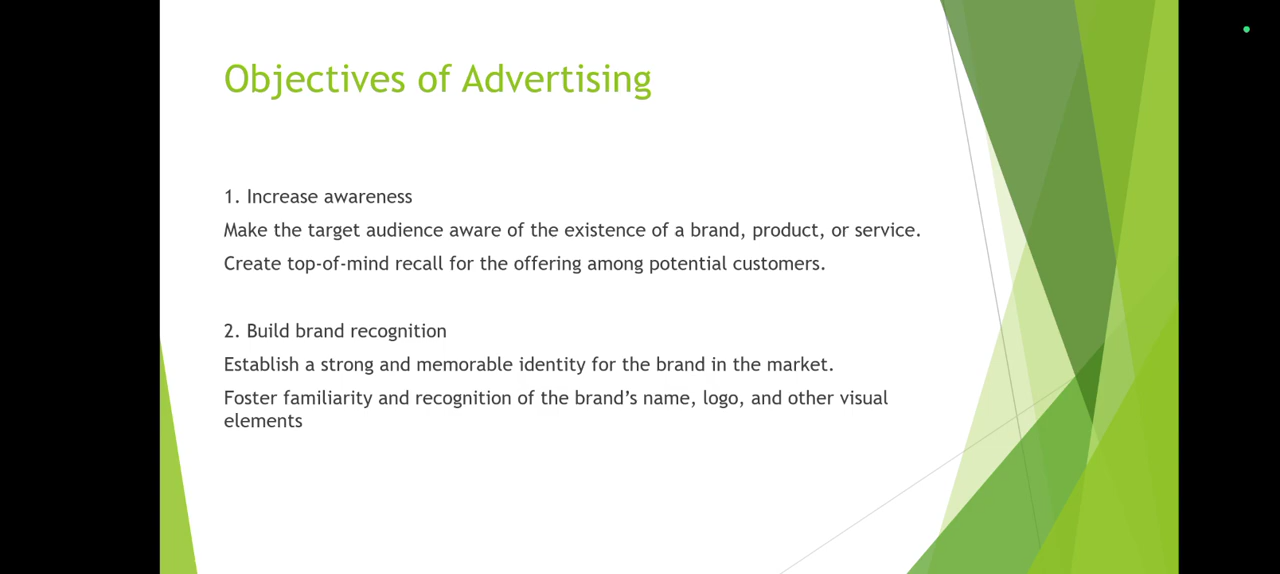 Objectives of Advertising
1. Increase awareness
Make the target audience aware of the existence of a brand, product, or service.
Create top-of-mind recall for the offering among potential customers.
2. Build brand recognition
Establish a strong and memorable identity for the brand in the market.
Foster familiarity and recognition of the brand’s name, logo, and other visual
elements